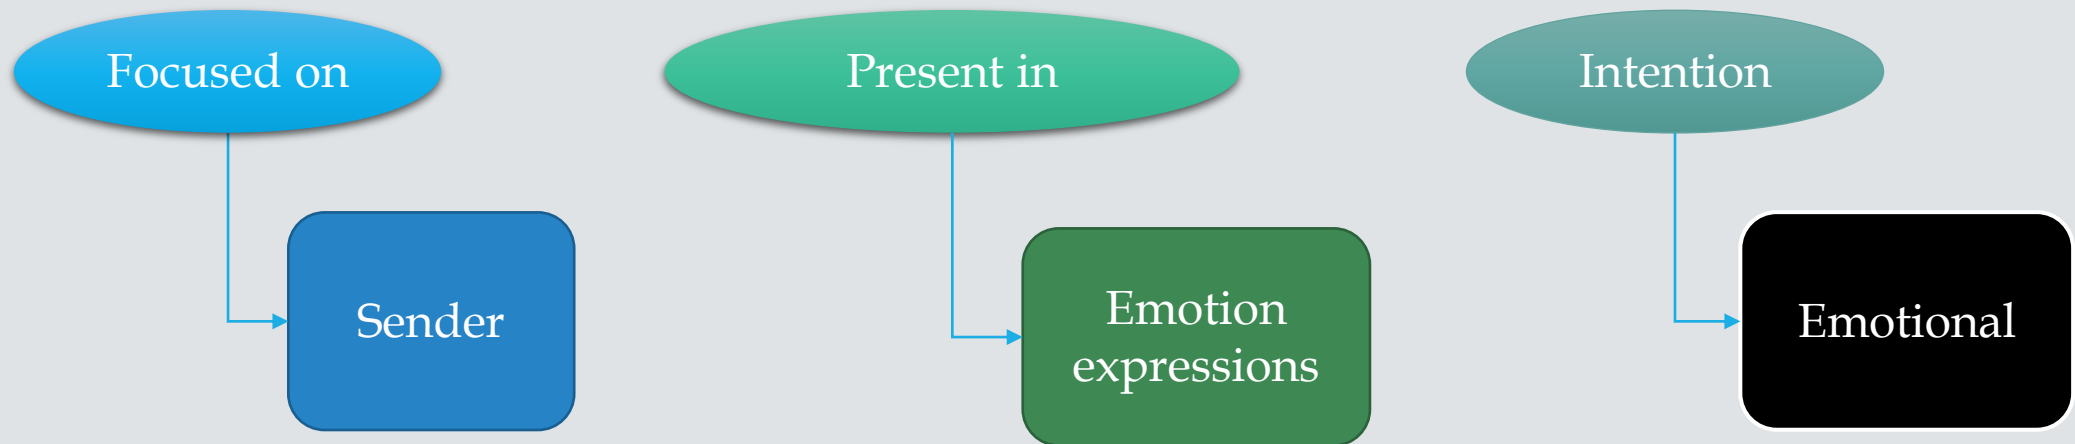 Focused on
Present in
Intention
Sender
Emotion
expressions
Emotional